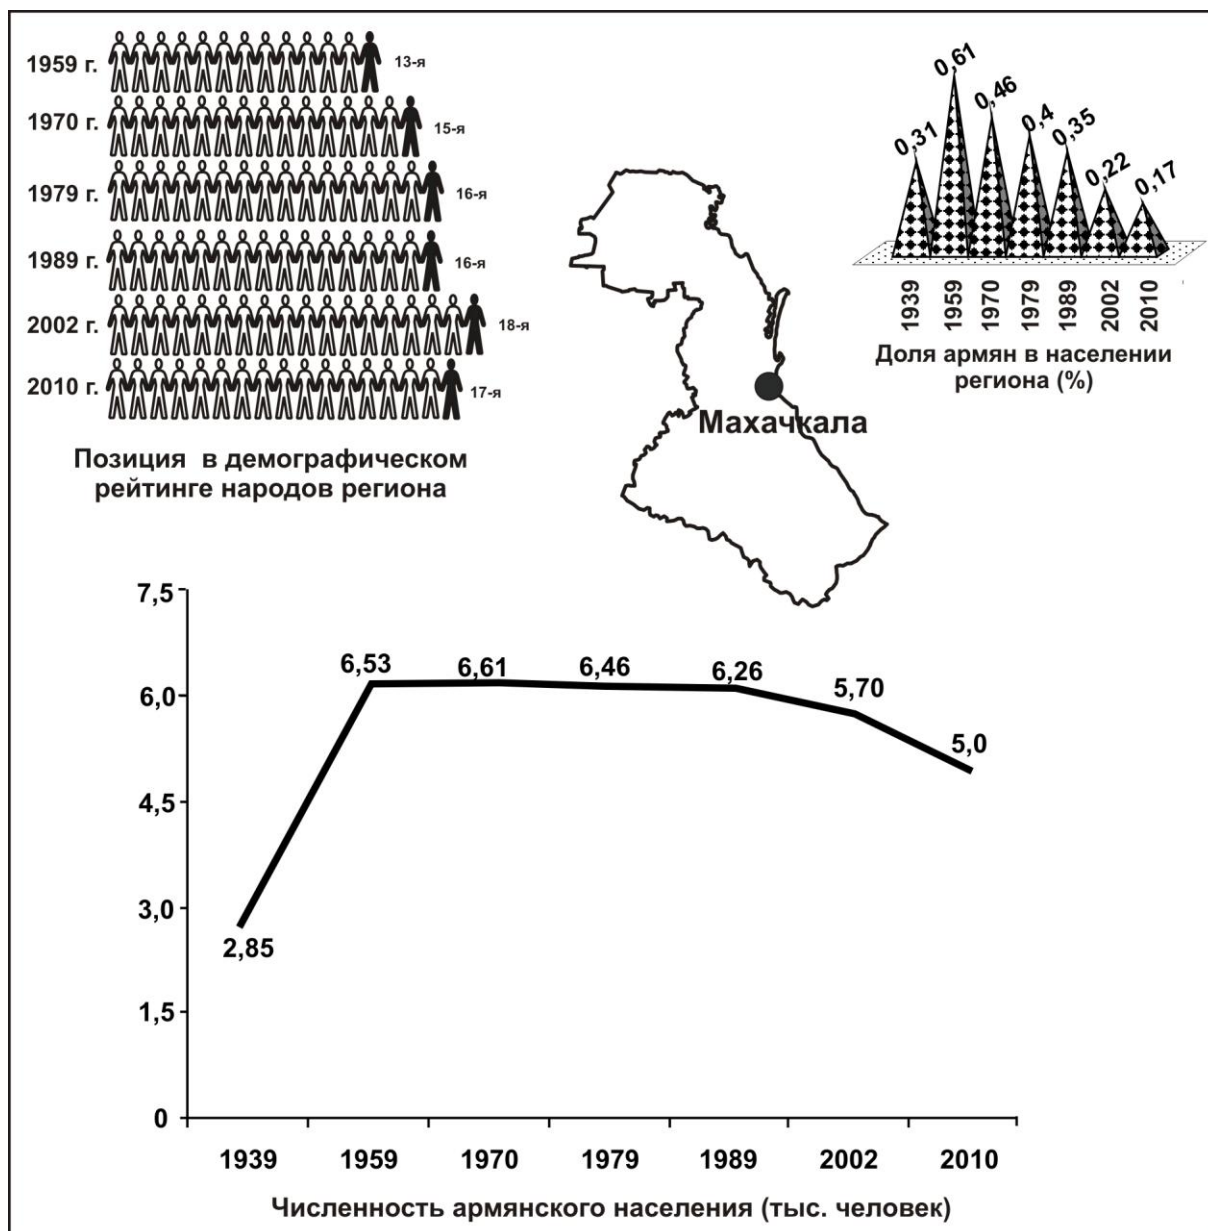 1959 г. 13-я
1970 г. 15-я
1979 г. 16-я
1989 г. 16-я
2002 г. 18-я
2010 г. 17-я
Позиция в демографическом
рейтинге народов региона
Махачкала
0,31 0,61 0,46 0,4 0,35 0,22 0,17
1939 1959 1970 1979 1989 2002 2010
Доля армян в населении
региона (%)
7,5
6,0
4,5
3,0
1,5
0
2,85 6,53 6,61 6,46 6,26 5,70 5,0
1939 1959 1970 1979 1989 2002 2010
Численность армянского населения (тыс. человек)